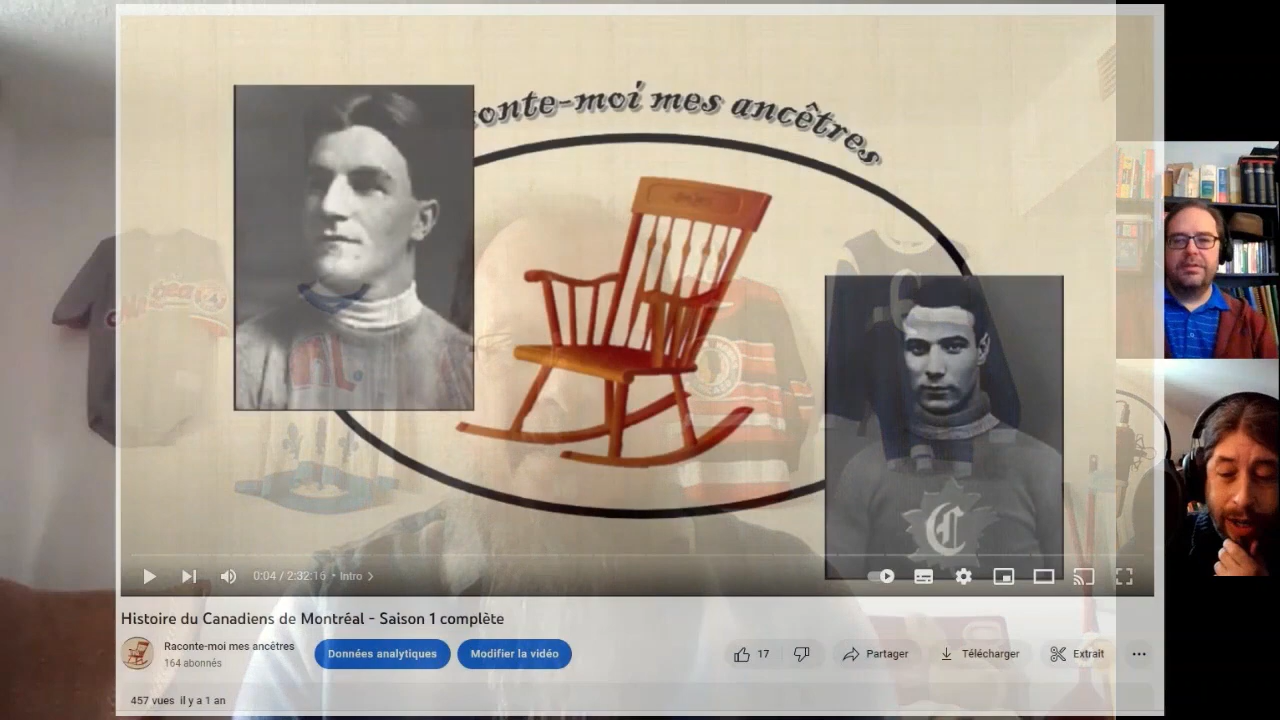 conte-moi mes ancêtres
C
C
0:04 / 2:32:16 • Intro
Histoire du Canadiens de Montréal - Saison 1 complète
Raconte-moi mes ancêtres
164 abonnés
Données analytiques
Modifier la vidéo
17
Partager
Télécharger
Extrait
457 vues il y a 1 an